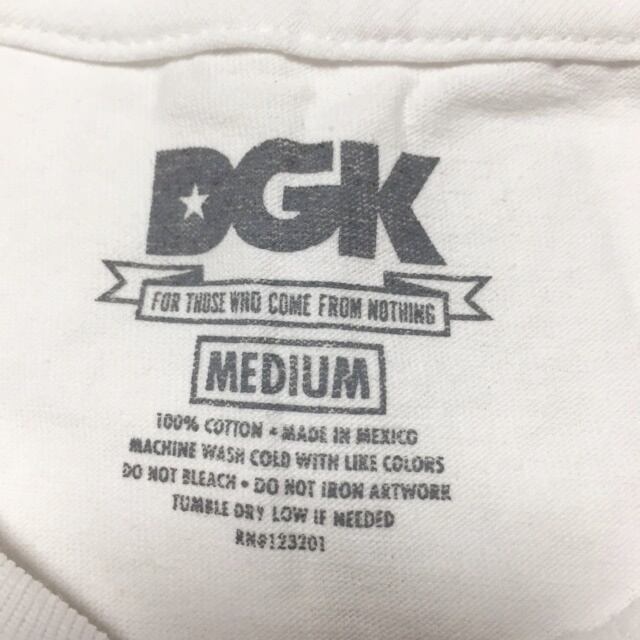 DGK
FOR THOSE WHO COME FROM NOTHING
MEDIUM
100% COTTON • MADE IN MEXICO
MACHINE WASH COLD WITH LIKE COLORS
DO NOT BLEACH • DO NOT IRON ARTWORK
TUMBLE DRY LOW IF NEEDED
RN#123201